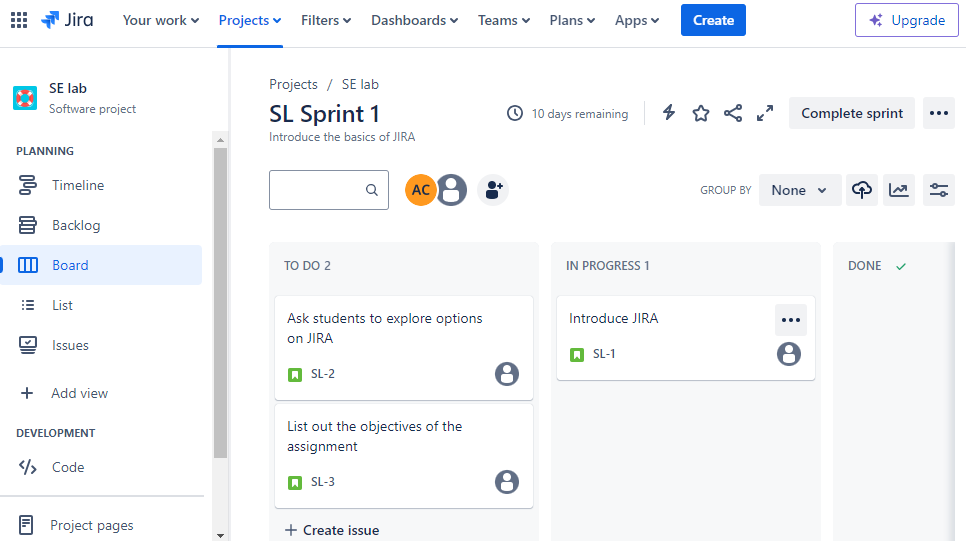 Jira Your work Projects Filters Dashboards Teams Plans Apps Create Upgrade
SE lab
Software project
PLANNING
Timeline
Backlog
Board
List
Issues
Add view
DEVELOPMENT
Code
Project pages
Projects / SE lab
SL Sprint 1
10 days remaining
Complete sprint
Introduce the basics of JIRA
AC
GROUP BY None
TO DO 2
Ask students to explore options
on JIRA
SL-2
List out the objectives of the
assignment
SL-3
Create issue
IN PROGRESS 1
Introduce JIRA
SL-1
DONE